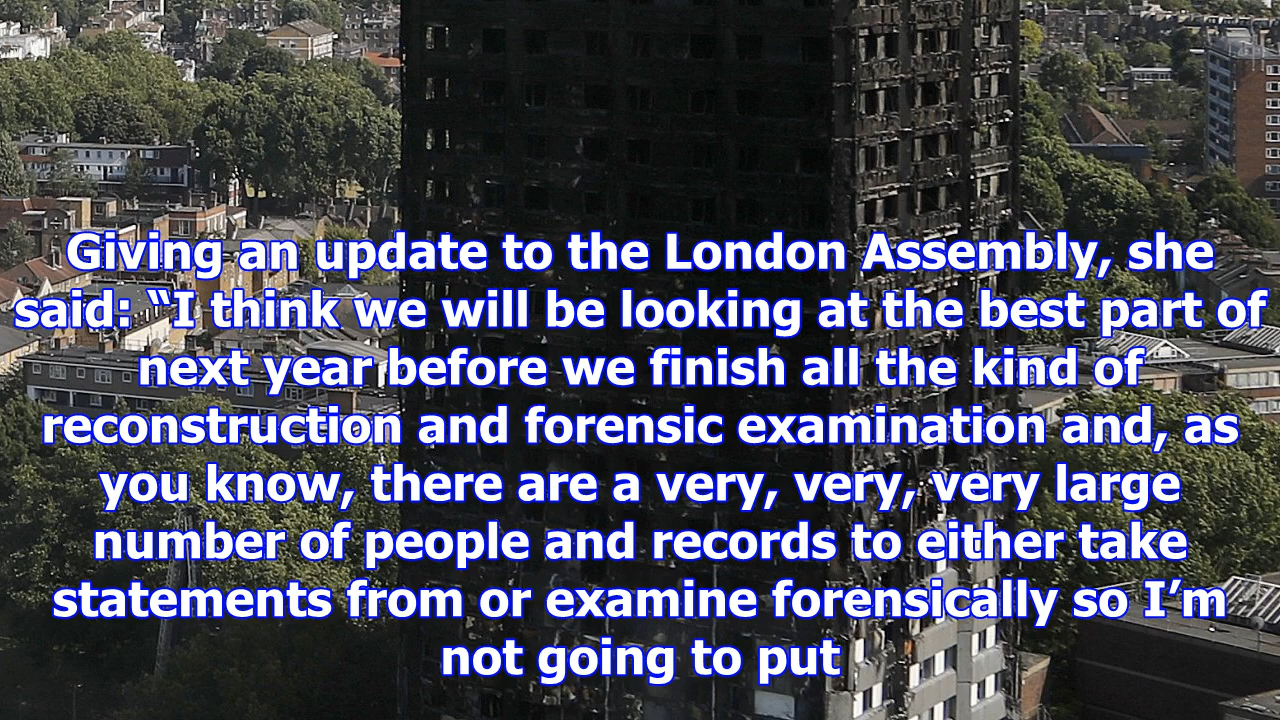 Giving an update to the London Assembly, she
said: “I think we will be looking at the best part of
next year before we finish all the kind of
reconstruction and forensic examination and, as
you know, there are a very, very, very large
number of people and records to either take
statements from or examine forensically so I’m
not going to put